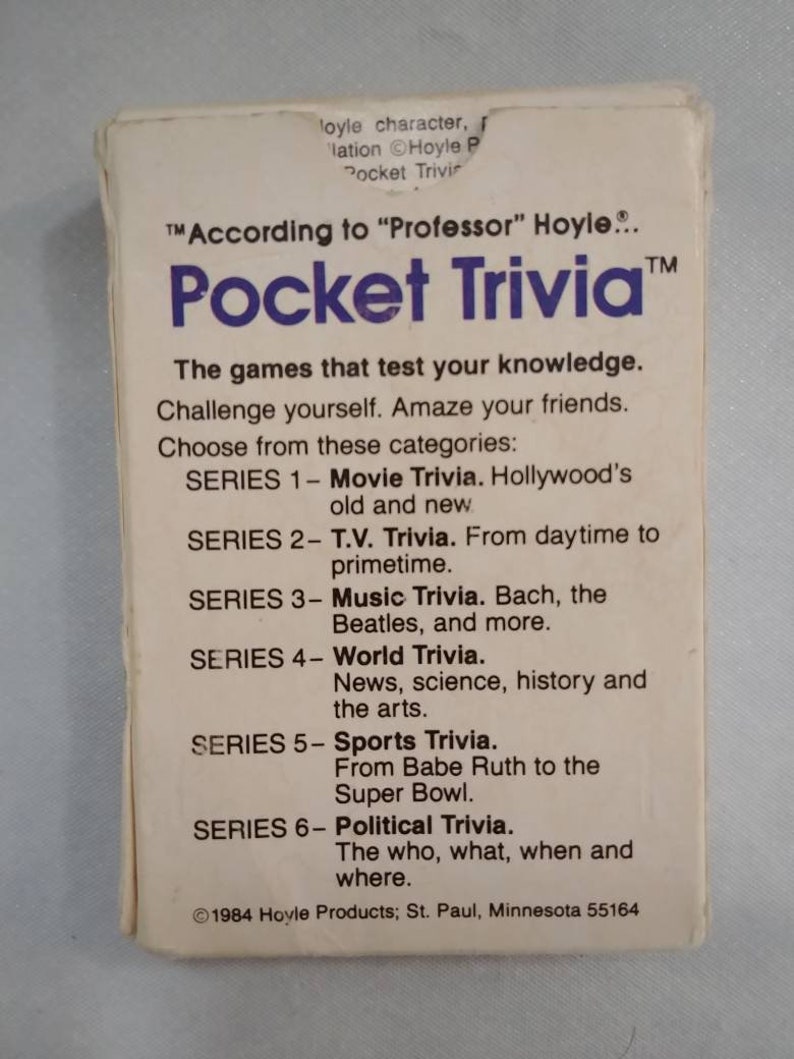 character,
©Hoyle
Pocket
™According to "Professor" Hoyle®...
Pocket Trivia™
The games that test your knowledge.
Challenge yourself. Amaze your friends.
Choose from these categories:
SERIES 1– Movie Trivia. Hollywood's
old and new
SERIES 2– T.V. Trivia. From daytime to
primetime.
SERIES 3– Music Trivia. Bach, the
Beatles, and more.
SERIES 4– World Trivia.
News, science, history and
the arts.
SERIES 5– Sports Trivia.
From Babe Ruth to the
Super Bowl.
SERIES 6– Political Trivia.
The who, what, when and
where.
©1984 Hoyle Products; St. Paul, Minnesota 55164